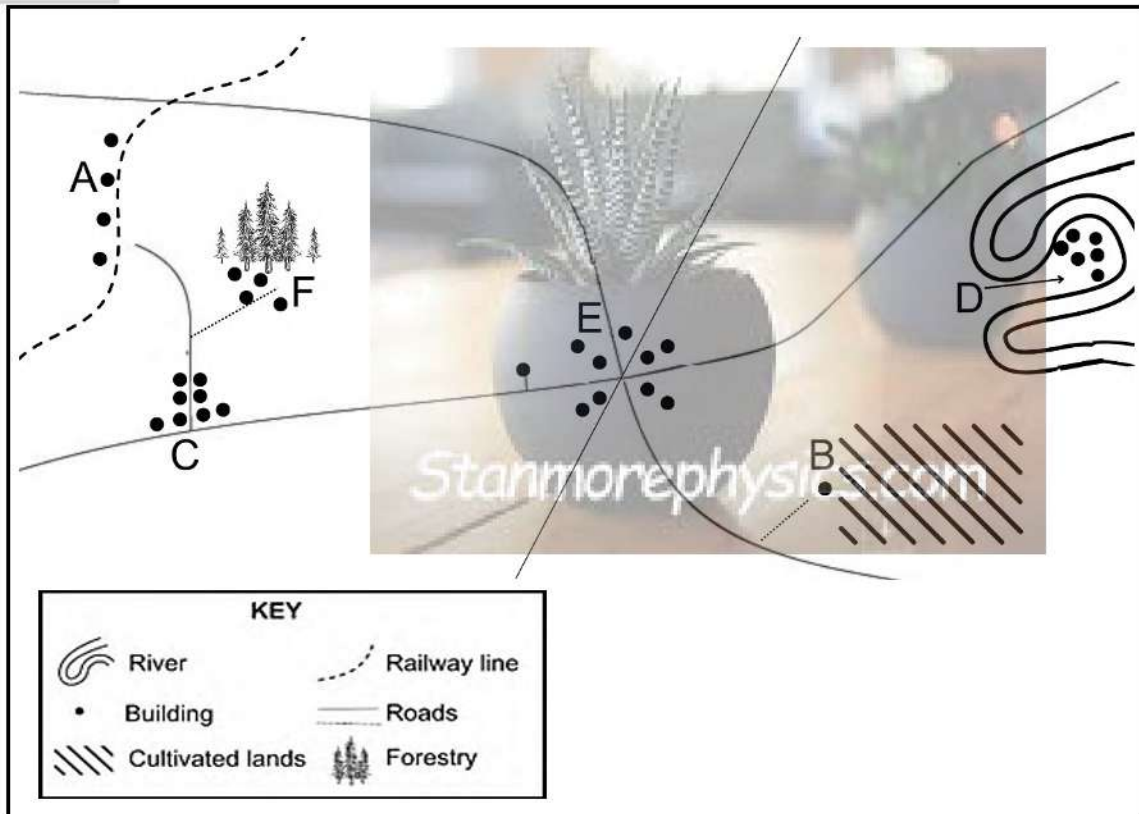 A
F
E
D
C
B
Stanmorephysics.com
KEY
River
Railway line
Building
Roads
Cultivated lands
Forestry